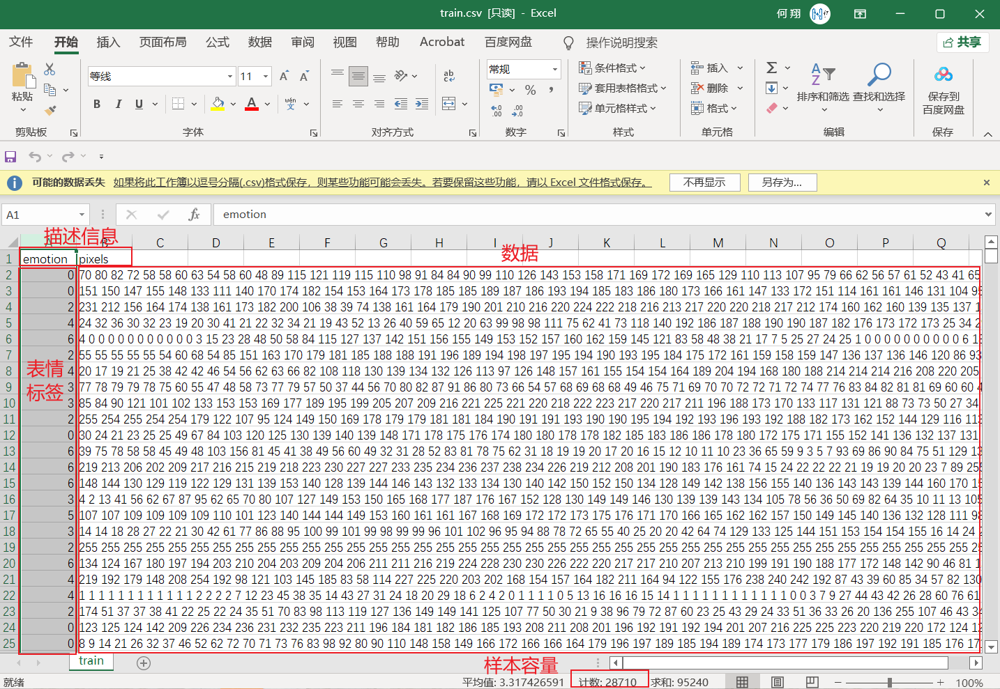 train.csv [只读] - Excel
何 翔
文件 开始 插入 页面布局 公式 数据 审阅 视图 帮助 Acrobat 百度网盘 操作说明搜索 共享
等线 11 常规 条件格式 插入
粘贴 套用表格格式 删除 排序和筛选 查找和选择 保存到
B I U A wén 文 单元格样式 格式 百度网盘
剪贴板 字体 对齐方式 数字 样式 单元格 编辑 保存
可能的数据丢失 如果将此工作簿以逗号分隔(.csv)格式保存，则某些功能可能会丢失。若要保留这些功能，请以 Excel 文件格式保存。 不再显示 另存为...
A1 fx emotion
描述信息
A B C D E F G H I J K L M N O P Q
数据
1 emotion pixels
2 0 70 80 82 72 58 58 60 63 54 58 60 48 89 115 121 119 115 110 98 91 84 84 90 99 110 126 143 153 158 171 169 172 169 165 129 110 113 107 95 79 66 62 56 57 61 52 43 41 65
3 0 151 150 147 155 148 133 111 140 170 174 182 154 153 164 173 178 185 185 189 187 186 193 194 185 183 186 180 173 166 161 147 133 172 151 114 161 161 146 131 104 95
4 2 231 212 156 164 174 138 161 173 182 200 106 38 39 74 138 161 164 179 190 201 210 216 220 224 222 218 216 213 217 220 220 218 217 212 174 160 162 160 139 135 137 1
5 4 24 32 36 30 32 23 19 20 30 41 21 22 32 34 21 19 43 52 13 26 40 59 65 12 20 63 99 98 98 111 75 62 41 73 118 140 192 186 187 188 190 190 187 182 176 173 172 173 25 34 2
6 6 4 0 0 0 0 0 0 0 0 0 0 0 3 15 23 28 48 50 58 84 115 127 137 142 151 156 155 149 153 152 157 160 162 159 145 121 83 58 48 38 21 17 7 5 25 27 24 25 1 0 0 0 0 0 0 0 0 0 0 6 1
7 2 55 55 55 55 55 54 60 68 54 85 151 163 170 179 181 185 188 188 191 196 189 194 198 197 195 194 190 193 195 184 175 172 161 159 158 159 147 136 137 136 146 120 86 93
表情
8 4 20 17 19 21 25 38 42 42 46 54 56 62 63 66 82 108 118 130 139 134 132 126 113 97 126 148 157 161 155 154 154 164 189 204 194 168 180 188 214 214 214 216 208 220 205
标签
9 3 77 78 79 79 78 75 60 55 47 48 58 73 77 79 57 50 37 44 56 70 80 82 87 91 86 80 73 66 54 57 68 69 68 68 49 46 75 71 69 70 70 72 72 71 72 74 77 76 83 84 82 81 81 69 60 60 4
10 3 85 84 90 121 101 102 133 153 153 169 177 189 195 199 205 207 209 216 221 225 221 220 218 222 223 217 220 217 211 196 188 173 170 133 117 131 121 88 73 73 50 27 34
11 2 255 254 255 254 254 179 122 107 95 124 149 150 169 178 179 179 181 181 184 190 191 191 193 190 190 195 194 192 193 196 193 192 188 182 173 162 152 144 129 116 113
12 0 30 24 21 23 25 25 49 67 84 103 120 125 130 139 140 139 148 171 178 175 176 174 180 180 178 178 182 185 183 186 186 178 180 172 175 171 155 152 141 136 132 137 131
13 6 39 75 78 58 58 45 49 48 103 156 81 45 41 38 49 56 60 49 32 31 28 52 83 81 78 75 62 31 18 19 19 20 17 20 16 15 12 10 11 10 23 36 65 59 9 3 5 7 93 69 86 90 84 75 51 129 13
14 6 219 213 206 202 209 217 216 215 219 218 223 230 227 227 233 235 234 236 237 238 234 226 219 212 208 201 190 183 176 161 74 15 24 22 22 22 21 19 19 20 20 23 7 89 255
15 6 148 144 130 129 119 122 129 131 139 153 140 128 139 144 146 143 132 133 134 130 140 142 150 152 150 134 128 149 142 138 156 155 140 136 143 143 139 144 160 170 15
16 3 4 2 13 41 56 62 67 87 95 62 65 70 80 107 127 149 153 150 165 168 177 187 176 167 152 128 130 149 149 146 130 139 139 143 134 105 78 56 36 50 69 82 64 35 10 11 13 105
17 5 107 107 109 109 109 109 110 101 123 140 144 144 149 153 160 161 161 167 168 169 172 172 173 175 176 171 170 166 165 162 162 157 150 149 145 140 136 132 128 111 98
18 3 14 14 18 28 27 22 21 30 42 61 77 86 88 95 100 99 101 99 98 99 99 96 101 102 96 95 94 88 78 72 65 55 40 25 20 20 42 64 74 129 133 125 144 151 153 154 154 155 16 14 24 2
19 2 255 255 255 255 255 255 255 255 255 255 255 255 255 255 255 255 255 255 255 255 255 255 255 255 255 255 255 255 255 255 255 255 255 255 255 255 255 255 255 255 25
20 6 134 124 167 180 197 194 203 210 204 203 209 204 206 211 211 216 219 224 228 230 230 226 222 220 217 217 210 207 213 210 199 191 190 188 177 172 148 142 90 46 81 1
21 4 219 192 179 148 208 254 192 98 121 103 145 185 83 58 114 227 225 220 203 202 168 154 157 164 182 211 164 94 122 155 176 238 240 242 192 87 43 39 60 85 34 57 82 130
22 4 1 1 1 1 1 1 1 1 1 1 1 1 2 2 2 2 7 12 23 45 38 35 14 43 27 31 24 18 20 29 18 6 2 4 2 0 1 1 1 1 0 5 13 16 16 16 15 14 1 1 1 1 1 1 1 1 1 1 1 1 0 0 3 7 9 27 44 43 42 26 28 60 76 61
23 2 174 51 37 37 38 41 22 25 22 24 35 51 70 83 98 113 119 127 136 149 149 141 125 107 77 50 30 21 9 38 96 79 72 87 60 23 25 43 29 24 33 51 36 33 26 20 136 255 107 46 43 34
24 0 123 125 124 142 209 226 234 236 231 232 235 223 211 196 184 181 182 186 185 193 208 211 208 201 196 192 191 192 194 201 207 216 225 225 223 220 219 220 172 124 12
25 0 8 9 14 21 26 32 37 46 52 62 72 70 71 73 76 83 98 92 80 90 110 148 158 149 166 172 166 166 164 179 196 197 189 185 194 189 174 173 177 179 186 197 192 191 185 176 17
train
样本容量
就绪 平均值: 3.317426591 计数: 28710 求和: 95240 100%